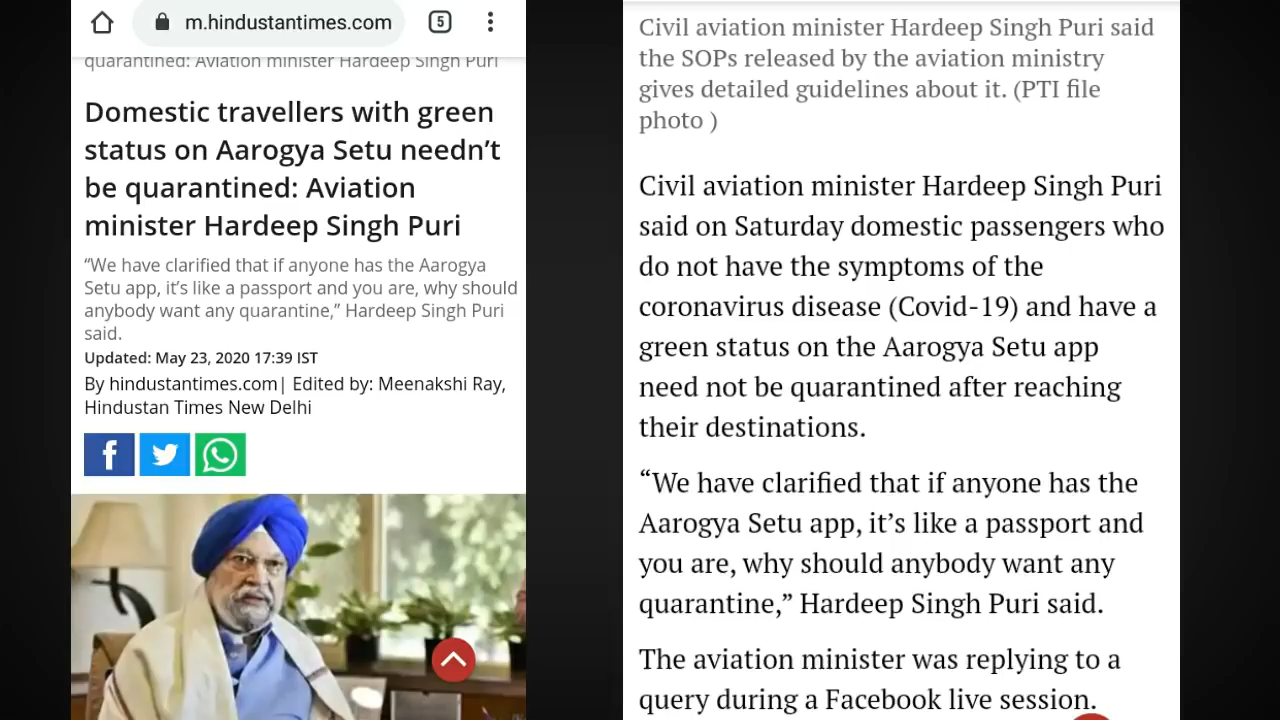 m.hindustantimes.com
5
quarantined: Aviation minister Hardeep Singh Puri
Domestic travellers with green
status on Aarogya Setu needn’t
be quarantined: Aviation
minister Hardeep Singh Puri
“We have clarified that if anyone has the Aarogya
Setu app, it’s like a passport and you are, why should
anybody want any quarantine,” Hardeep Singh Puri
said.
Updated: May 23, 2020 17:39 IST
By hindustantimes.com| Edited by: Meenakshi Ray,
Hindustan Times New Delhi
Civil aviation minister Hardeep Singh Puri said
the SOPs released by the aviation ministry
gives detailed guidelines about it. (PTI file
photo )
Civil aviation minister Hardeep Singh Puri
said on Saturday domestic passengers who
do not have the symptoms of the
coronavirus disease (Covid-19) and have a
green status on the Aarogya Setu app
need not be quarantined after reaching
their destinations.
“We have clarified that if anyone has the
Aarogya Setu app, it’s like a passport and
you are, why should anybody want any
quarantine,” Hardeep Singh Puri said.
The aviation minister was replying to a
query during a Facebook live session.